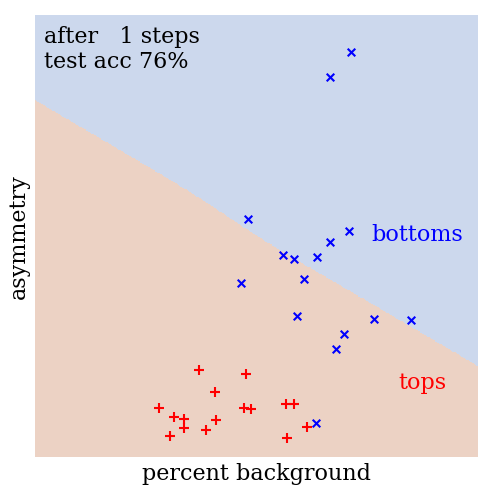 after   1 steps
test acc 76%
asymmetry
bottoms
tops
percent background